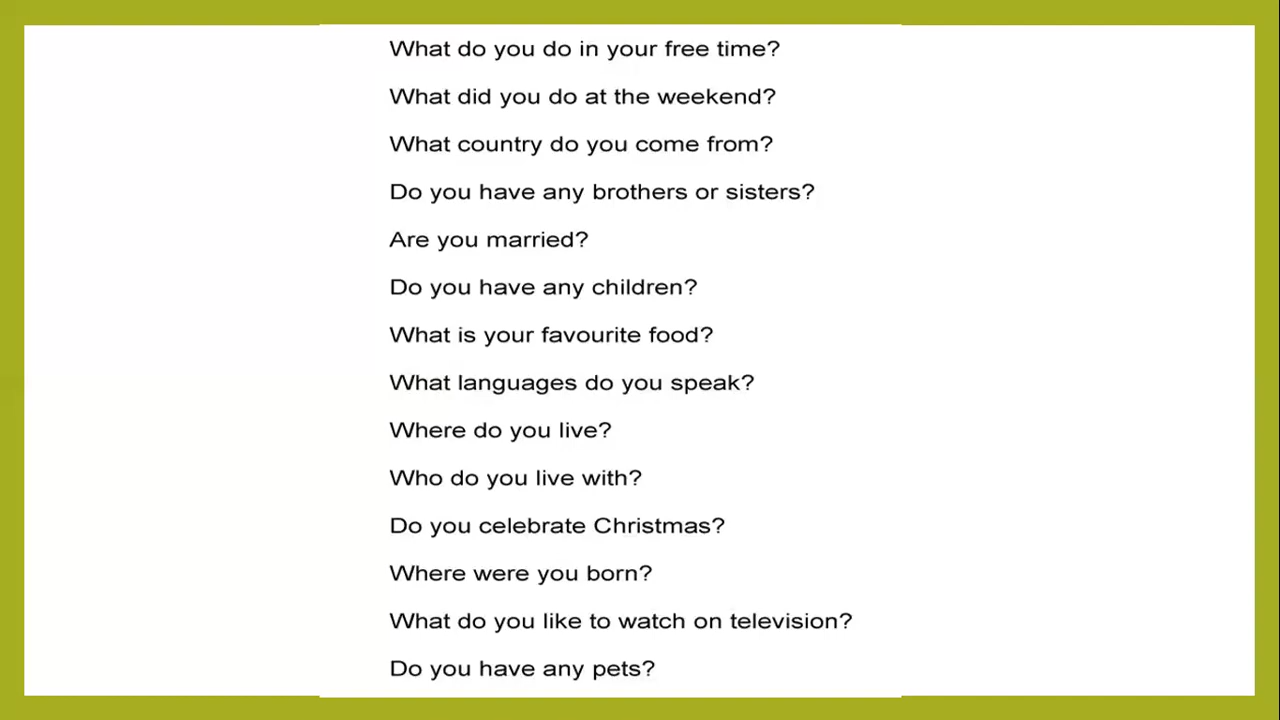 What do you do in your free time?
What did you do at the weekend?
What country do you come from?
Do you have any brothers or sisters?
Are you married?
Do you have any children?
What is your favourite food?
What languages do you speak?
Where do you live?
Who do you live with?
Do you celebrate Christmas?
Where were you born?
What do you like to watch on television?
Do you have any pets?